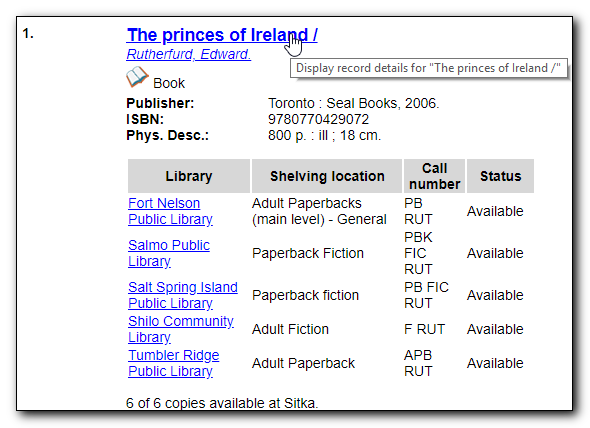 1.
The princes of Ireland /
Rutherfurd, Edward.
Display record details for "The princes of Ireland /"
Book
Publisher: Toronto : Seal Books, 2006.
ISBN: 9780770429072
Phys. Desc.: 800 p. : ill ; 18 cm.
Library Shelving location Call number Status
Fort Nelson Public Library Adult Paperbacks (main level) - General PB RUT Available
Salmo Public Library Paperback Fiction PBK FIC RUT Available
Salt Spring Island Public Library Paperback fiction PB FIC RUT Available
Shilo Community Library Adult Fiction F RUT Available
Tumbler Ridge Public Library Adult Paperback APB RUT Available
6 of 6 copies available at Sitka.